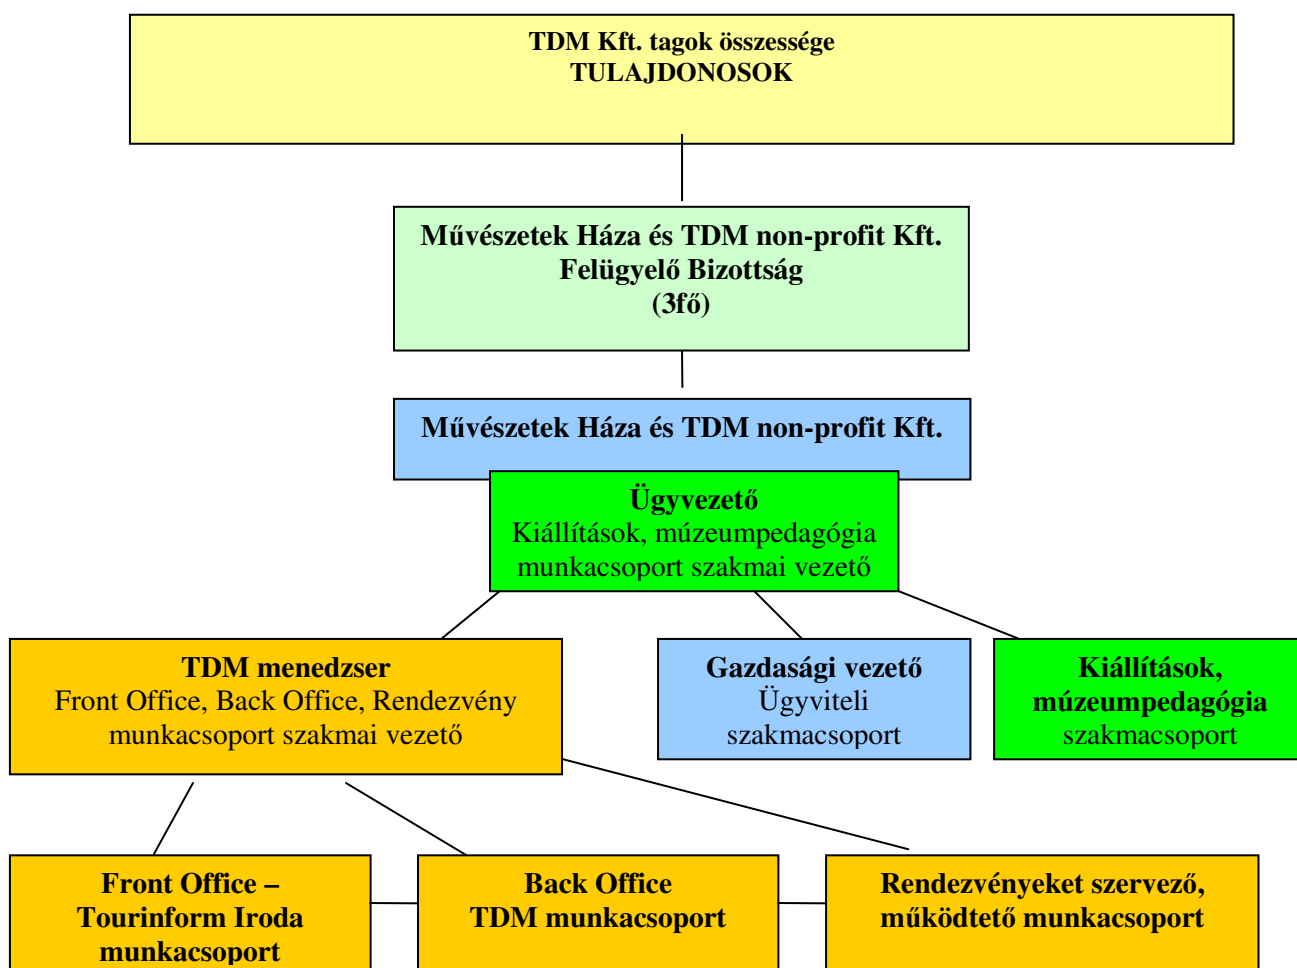 TDM Kft. tagok összessége
TULAJDONOSOK
Művészetek Háza és TDM non-profit Kft.
Felügyelő Bizottság
(3fő)
Művészetek Háza és TDM non-profit Kft.
Ügyvezető
Kiállítások, múzeumpedagógia
munkacsoport szakmai vezető
TDM menedzser
Front Office, Back Office, Rendezvény
munkacsoport szakmai vezető
Gazdasági vezető
Ügyviteli
szakmacsoport
Kiállítások,
múzeumpedagógia
szakmacsoport
Front Office –
Tourinform Iroda
munkacsoport
Back Office
TDM munkacsoport
Rendezvényeket szervező,
működtető munkacsoport